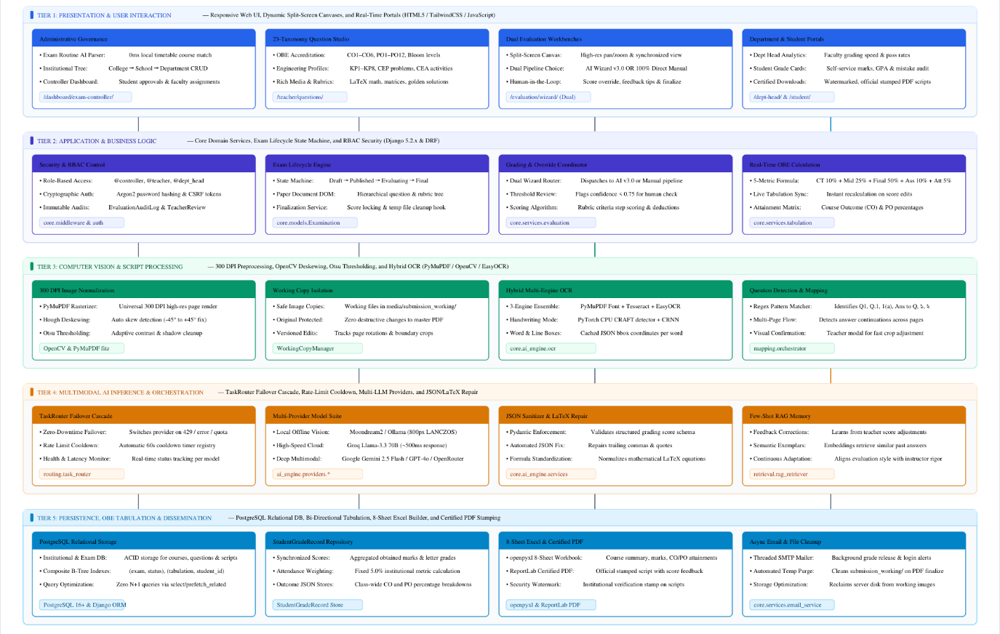 TIER 1: PRESENTATION & USER INTERACTION — Responsive Web UI, Dynamic Split-Screen Canvases, and Real-Time Portals (HTML5 / TailwindCSS / JavaScript)
Administrative Governance
• Exam Routine AI Parser: 0ms local timetable course match
• Institutional Tree: College → School → Department CRUD
• Controller Dashboard: Student approvals & faculty assignments
/dashboard/exam-controller/
23-Taxonomy Question Studio
• OBE Accreditation: CO1–CO6, PO1–PO12, Bloom levels
• Engineering Profiles: KP1–KP8, CEP problems, CEA activities
• Rich Media & Rubrics: LaTeX math, matrices, golden solutions
/teacher/questions/
Dual Evaluation Workbenches
• Split-Screen Canvas: High-res pan/zoom & synchronized view
• Dual Pipeline Choice: AI Wizard v3.0 OR 100% Direct Manual
• Human-in-the-Loop: Score override, feedback tips & finalize
/evaluation/wizard/ (Dual)
Department & Student Portals
• Dept Head Analytics: Faculty grading speed & pass rates
• Student Grade Cards: Self-service marks, GPA & mistake audit
• Certified Downloads: Watermarked, official stamped PDF scripts
/dept-head/ & /student/
TIER 2: APPLICATION & BUSINESS LOGIC — Core Domain Services, Exam Lifecycle State Machine, and RBAC Security (Django 5.2.x & DRF)
Security & RBAC Control
• Role-Based Access: @controller, @teacher, @dept_head
• Cryptographic Auth: Argon2 password hashing & CSRF tokens
• Immutable Audits: EvaluationAuditLog & TeacherReview
core.middleware & auth
Exam Lifecycle Engine
• State Machine: Draft → Published → Evaluating → Final
• Paper Document DOM: Hierarchical question & rubric tree
• Finalization Service: Score locking & temp file cleanup hook
core.models.Examination
Grading & Override Coordinator
• Dual Wizard Router: Dispatches to AI v3.0 or Manual pipeline
• Threshold Review: Flags confidence < 0.75 for human check
• Scoring Algorithm: Rubric criteria step scoring & deductions
core.services.evaluation
Real-Time OBE Calculation
• 5-Metric Formula: CT 10% + Mid 25% + Final 50% + Ass 10% + Att 5%
• Live Tabulation Sync: Instant recalculation on score edits
• Attainment Matrix: Course Outcome (CO) & PO percentages
core.services.tabulation
TIER 3: COMPUTER VISION & SCRIPT PROCESSING — 300 DPI Preprocessing, OpenCV Deskewing, Otsu Thresholding, and Hybrid OCR (PyMuPDF / OpenCV / EasyOCR)
300 DPI Image Normalization
• PyMuPDF Rasterizer: Universal 300 DPI high-res page render
• Hough Deskewing: Auto skew detection (-45° to +45° fix)
• Otsu Thresholding: Adaptive contrast & shadow cleanup
OpenCV & PyMuPDF fitz
Working Copy Isolation
• Safe Image Copies: Working files in media/submission_working/
• Original Protected: Zero destructive changes to master PDF
• Versioned Edits: Tracks page rotations & boundary crops
WorkingCopyManager
Hybrid Multi-Engine OCR
• 3-Engine Ensemble: PyMuPDF Font + Tesseract + EasyOCR
• Handwriting Mode: PyTorch CPU CRAFT detector + CRNN
• Word & Line Boxes: Cached JSON bbox coordinates per word
core.ai_engine.ocr
Question Detection & Mapping
• Regex Pattern Matcher: Identifies Q1, Q.1, 1(a), Ans to Q, ১, ২
• Multi-Page Flow: Detects answer continuations across pages
• Visual Confirmation: Teacher modal for fast crop adjustment
mapping.orchestrator
TIER 4: MULTIMODAL AI INFERENCE & ORCHESTRATION — TaskRouter Failover Cascade, Rate-Limit Cooldown, Multi-LLM Providers, and JSON/LaTeX Repair
TaskRouter Failover Cascade
• Zero-Downtime Failover: Switches provider on 429 / error / quota
• Rate Limit Cooldown: Automatic 60s cooldown timer registry
• Health & Latency Monitor: Real-time status tracking per model
routing.task_router
Multi-Provider Model Suite
• Local Offline Vision: Moondream2 / Ollama (800px LANCZOS)
• High-Speed Cloud: Groq Llama-3.3 70B (~500ms response)
• Deep Multimodal: Google Gemini 2.5 Flash / GPT-4o / OpenRouter
ai_engine.providers.*
JSON Sanitizer & LaTeX Repair
• Pydantic Enforcement: Validates structured grading score schema
• Automated JSON Fix: Repairs trailing commas & quotes
• Formula Standardization: Normalizes mathematical LaTeX equations
core.ai_engine.services
Few-Shot RAG Memory
• Feedback Corrections: Learns from teacher score adjustments
• Semantic Exemplars: Embeddings retrieve similar past answers
• Continuous Adaptation: Aligns evaluation style with instructor rigor
retrieval.rag_retriever
TIER 5: PERSISTENCE, OBE TABULATION & DISSEMINATION — PostgreSQL Relational DB, Bi-Directional Tabulation, 8-Sheet Excel Builder, and Certified PDF Stamping
PostgreSQL Relational Storage
• Institutional & Exam DB: ACID storage for courses, questions & scripts
• Composite B-Tree Indexes: (exam, status), (tabulation, student_id)
• Query Optimization: Zero N+1 queries via select/prefetch_related
PostgreSQL 16+ & Django ORM
StudentGradeRecord Repository
• Synchronized Scores: Aggregated obtained marks & letter grades
• Attendance Weighting: Fixed 5.0% institutional metric calculation
• Outcome JSON Stores: Class-wide CO and PO percentage breakdowns
StudentGradeRecord Store
8-Sheet Excel & Certified PDF
• openpyxl 8-Sheet Workbook: Course summary, marks, CO/PO attainments
• ReportLab Certified PDF: Official stamped script with score feedback
• Security Watermark: Institutional verification stamp on scripts
openpyxl & ReportLab PDF
Async Email & File Cleanup
• Threaded SMTP Mailer: Background grade release & login alerts
• Automated Temp Purge: Cleans submission_working/ on PDF finalize
• Storage Optimization: Reclaims server disk from working images
core.services.email_service